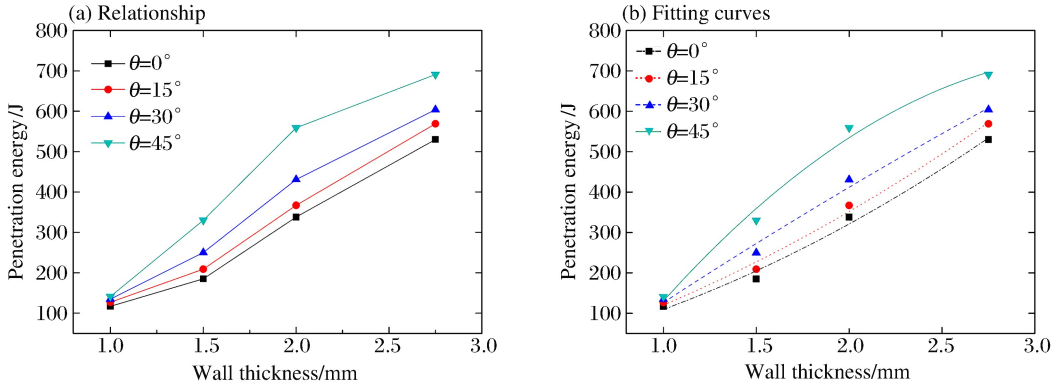 (a) Relationship
800
700
600
500
400
300
200
100
θ=0°
θ=15°
θ=30°
θ=45°
Penetration energy/J
1.0 1.5 2.0 2.5 3.0
Wall thickness/mm
(b) Fitting curves
800
700
600
500
400
300
200
100
θ=0°
θ=15°
θ=30°
θ=45°
Penetration energy/J
1.0 1.5 2.0 2.5 3.0
Wall thickness/mm